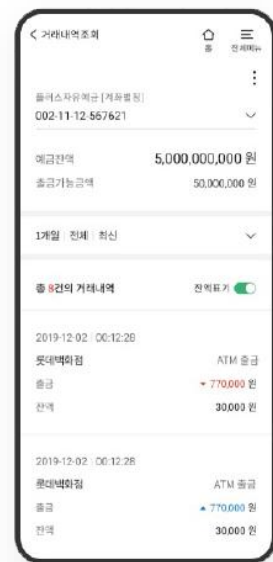 거래내역조회
홈 전체메뉴
플러스자유예금 [계좌별칭]
002-11-12-567621
예금잔액 5,000,000,000 원
출금가능금액 50,000,000 원
1개월 전체 최신
총 8건의 거래내역 잔액표기
2019-12-02 00:12:28
롯데백화점 ATM 출금
출금 770,000 원
잔액 30,000 원
2019-12-02 00:12:28
롯데백화점 ATM 출금
출금 770,000 원
잔액 30,000 원